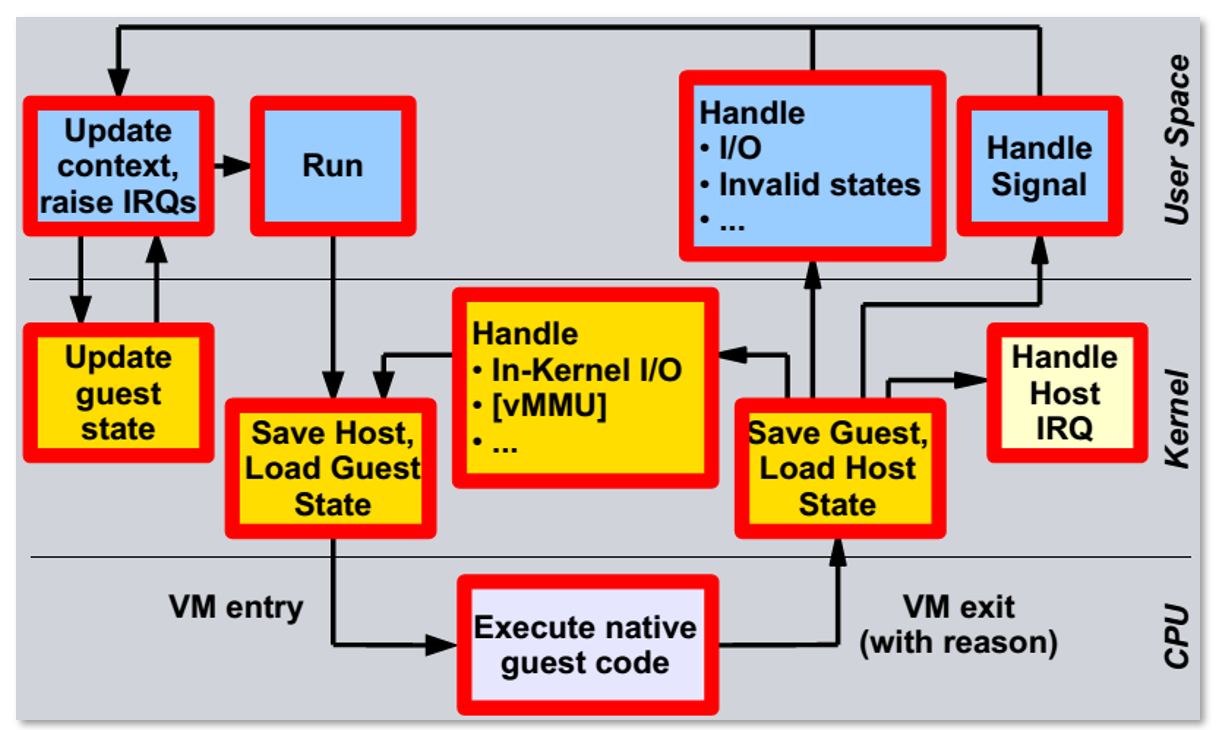 Update
context,
raise IRQs
Run
Handle
• I/O
• Invalid states
• ...
Handle
Signal
User Space
Update
guest
state
Save Host,
Load Guest
State
Handle
• In-Kernel I/O
• [vMMU]
• ...
Save Guest,
Load Host
State
Handle
Host
IRQ
Kernel
VM entry
Execute native
guest code
VM exit
(with reason)
CPU